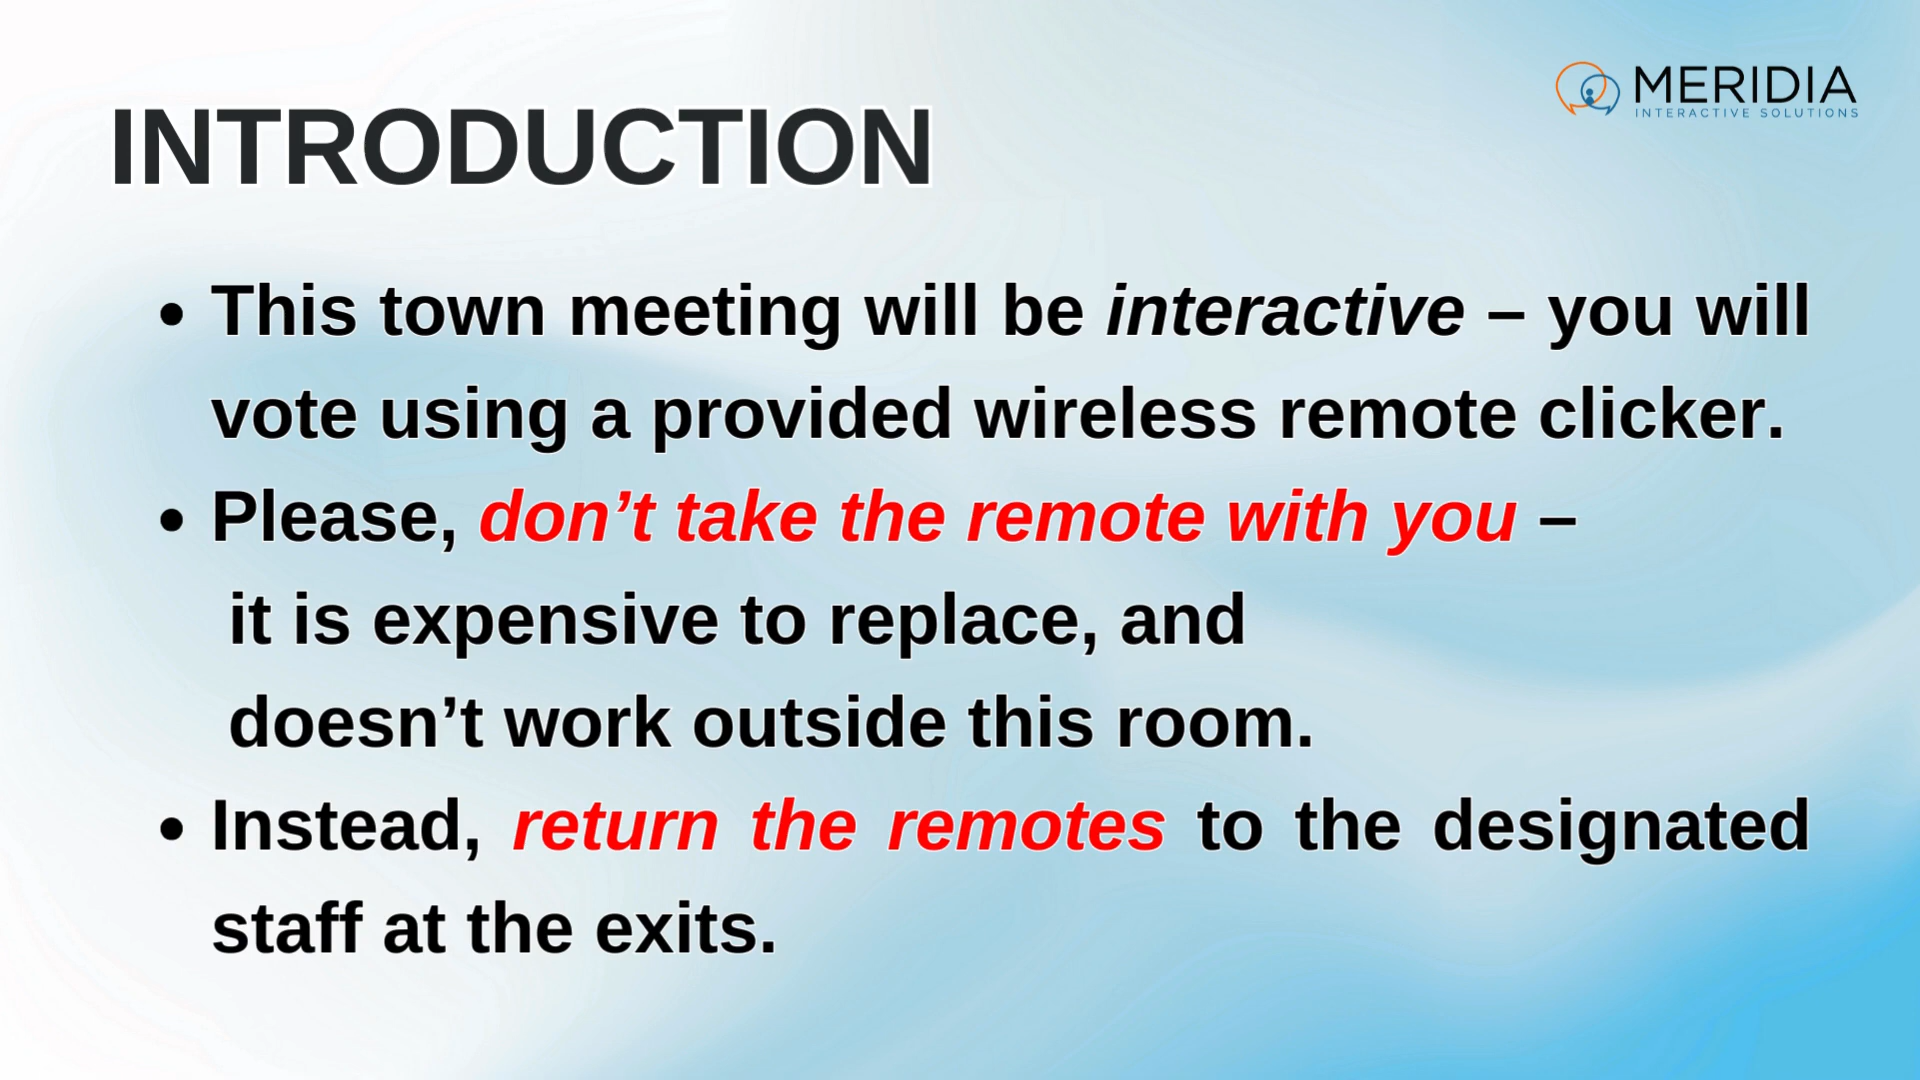 MERIDIA
INTERACTIVE SOLUTIONS
INTRODUCTION
• This town meeting will be interactive – you will
vote using a provided wireless remote clicker.
• Please, don’t take the remote with you –
it is expensive to replace, and
doesn’t work outside this room.
• Instead, return the remotes to the designated
staff at the exits.